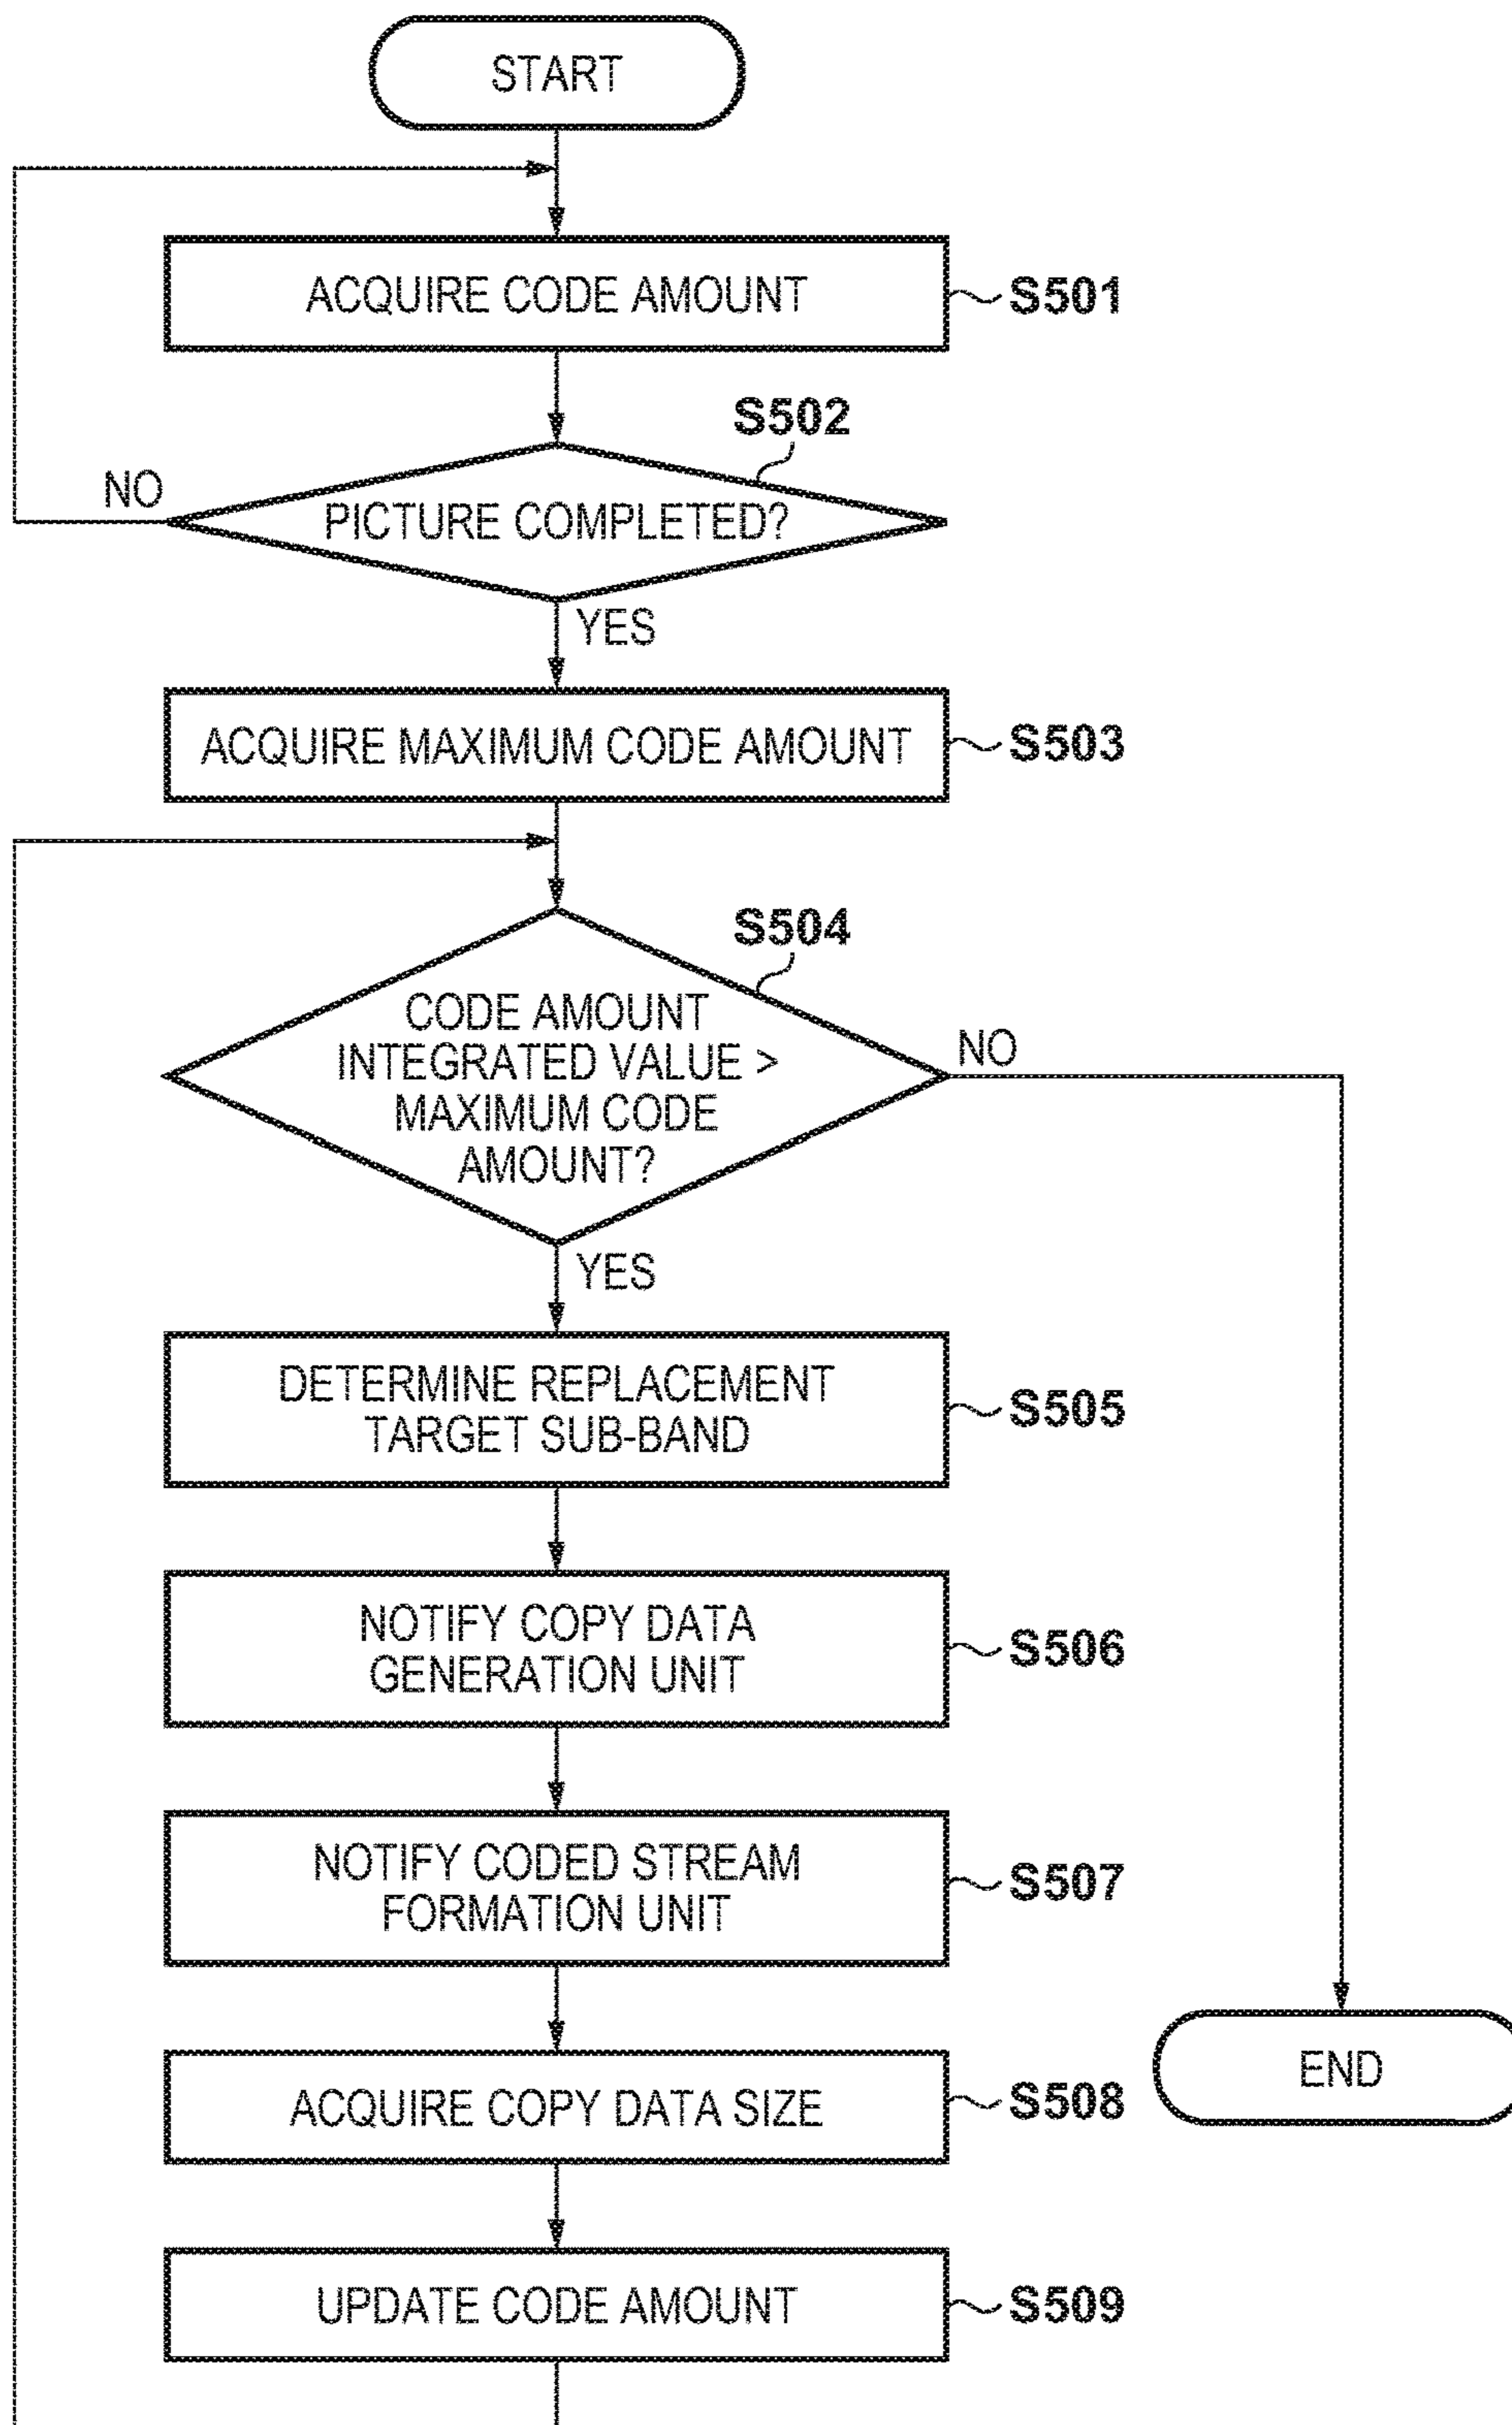 START
ACQUIRE CODE AMOUNT
S501
S502
NO
PICTURE COMPLETED?
YES
ACQUIRE MAXIMUM CODE AMOUNT
S503
S504
CODE AMOUNT
INTEGRATED VALUE >
MAXIMUM CODE
AMOUNT?
NO
YES
DETERMINE REPLACEMENT
TARGET SUB-BAND
S505
NOTIFY COPY DATA
GENERATION UNIT
S506
NOTIFY CODED STREAM
FORMATION UNIT
S507
END
ACQUIRE COPY DATA SIZE
S508
UPDATE CODE AMOUNT
S509